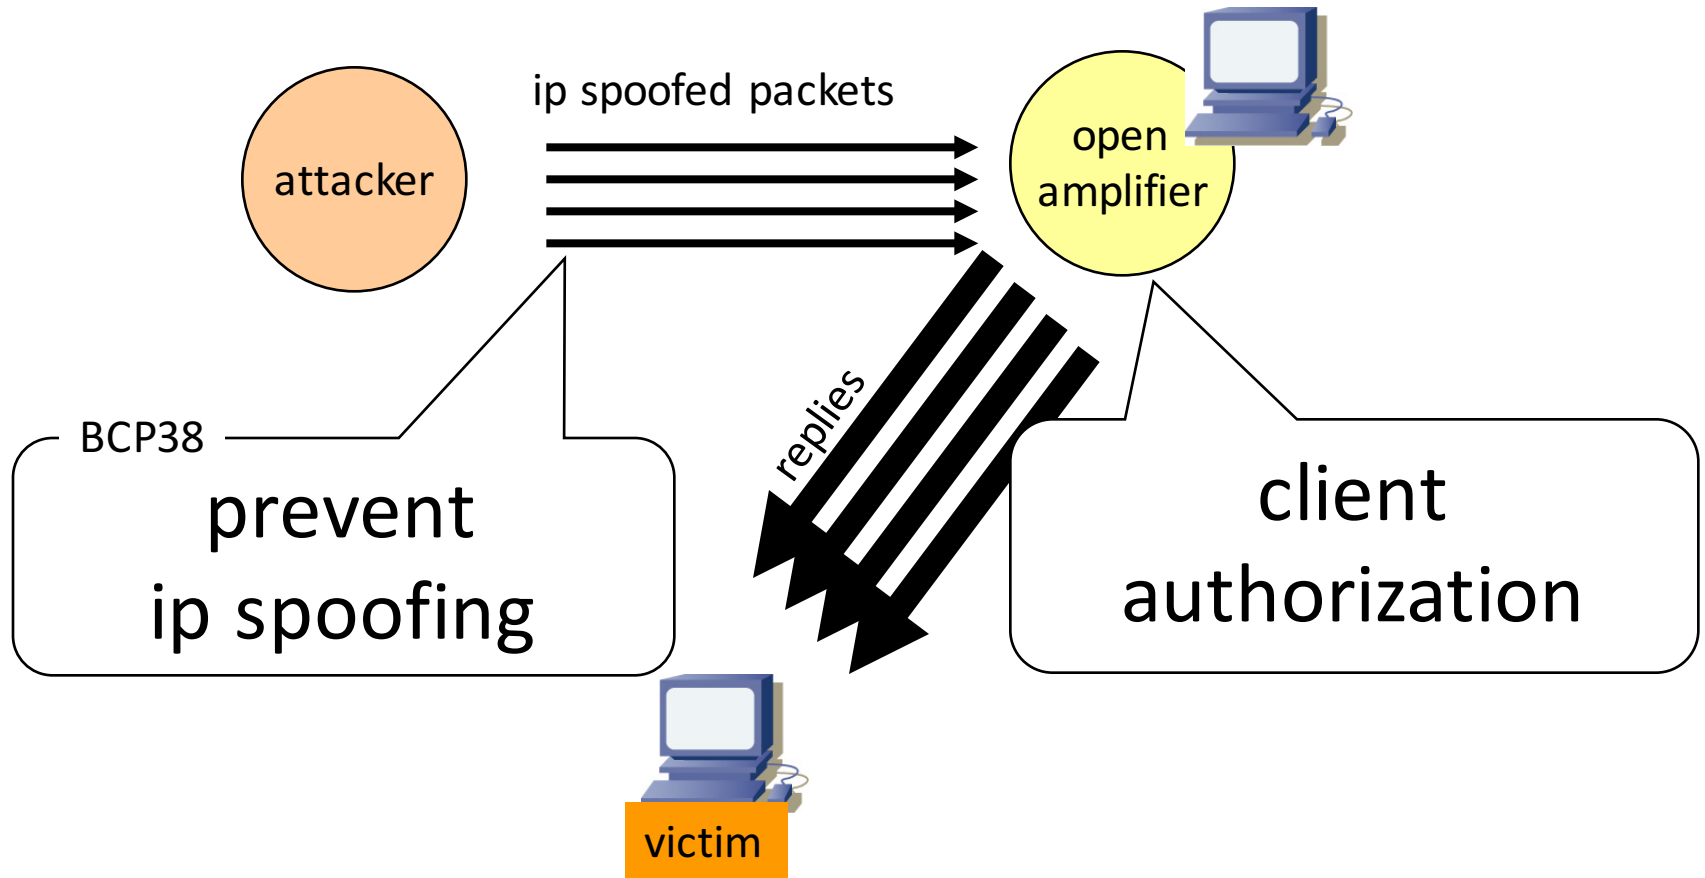 ip spoofed packets
attacker
open
amplifier
replies
BCP38
prevent
ip spoofing
client
authorization
victim